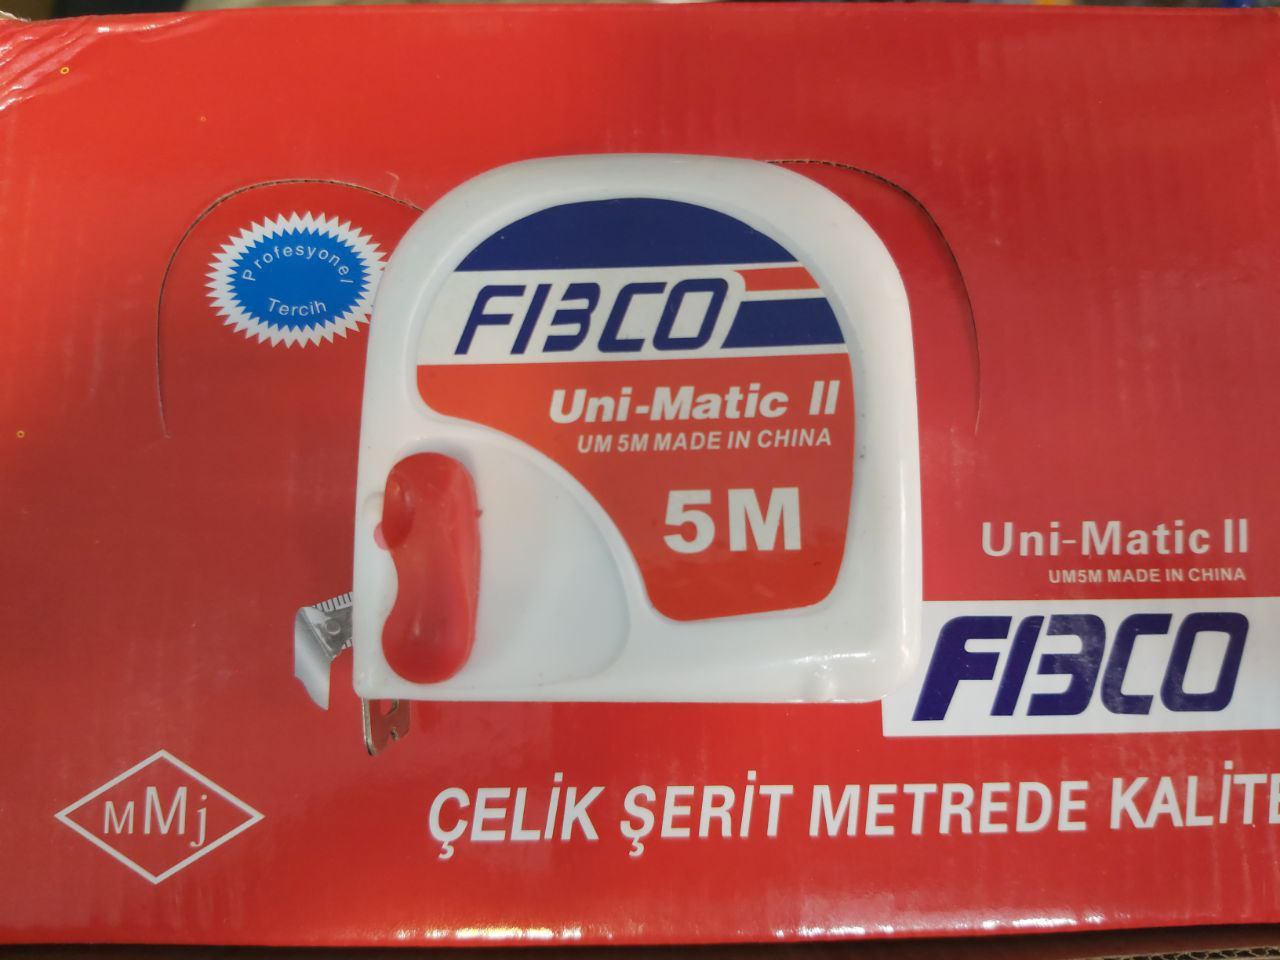 Profesyonel
Tercih
FIBCO
Uni-Matic II
UM 5M MADE IN CHINA
5M
Uni-Matic II
UM5M MADE IN CHINA
FIBCO
MMj
ÇELİK ŞERİT METREDE KALİTE